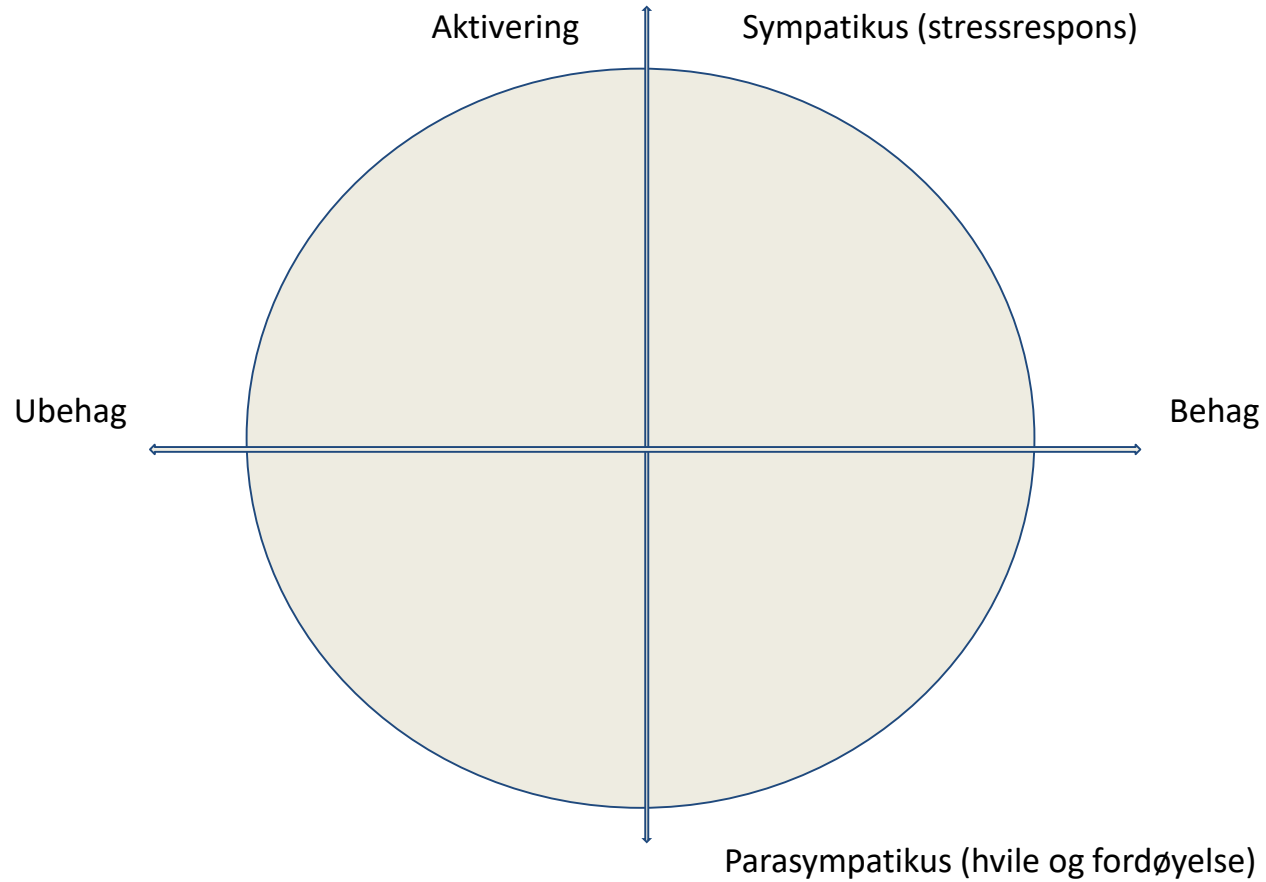 Aktivering
Sympatikus (stressrespons)
Ubehag
Behag
Parasympatikus (hvile og fordøyelse)